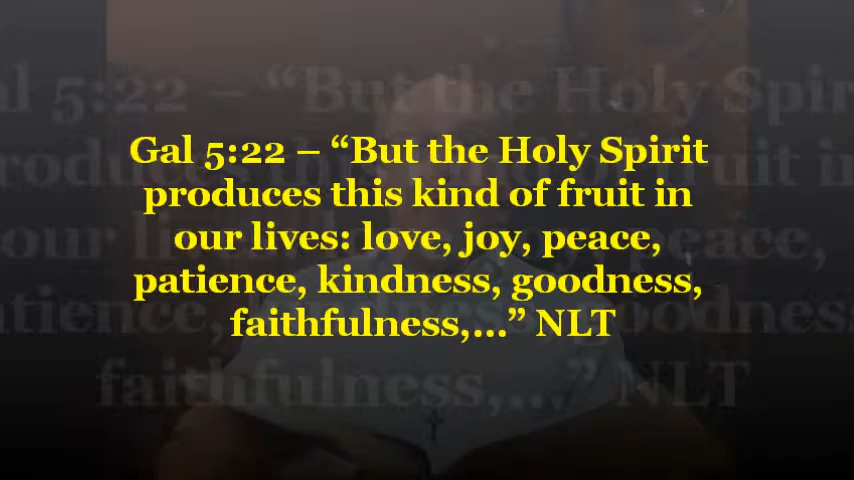 Gal 5:22 – “But the Holy Spirit
produces this kind of fruit in
our lives: love, joy, peace,
patience, kindness, goodness,
faithfulness,...” NLT